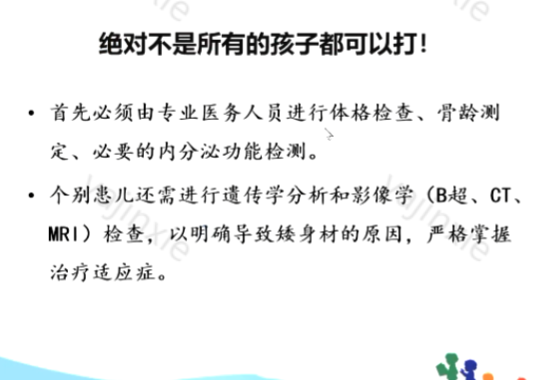 绝对不是所有的孩子都可以打！
• 首先必须由专业医务人员进行体格检查、骨龄测
定、必要的内分泌功能检测。
• 个别患儿还需进行遗传学分析和影像学（B超、CT、
MRI）检查，以明确导致矮身材的原因，严格掌握
治疗适应症。